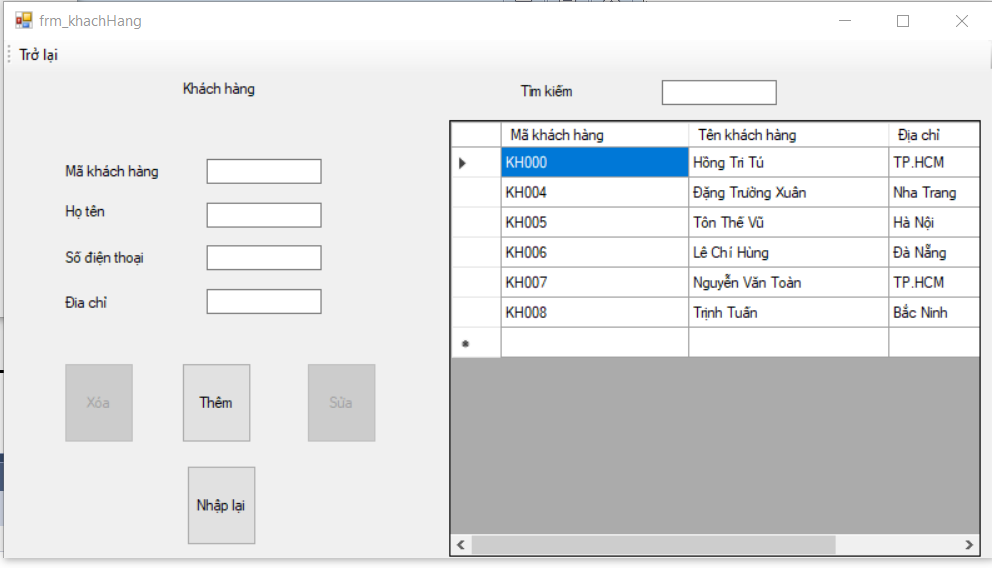 frm_khachHang
Trở lại
Khách hàng
Tìm kiếm
Mã khách hàng
Họ tên
Số điện thoại
Đia chỉ
Xóa
Thêm
Sửa
Nhập lại
Mã khách hàng Tên khách hàng Địa chỉ
KH000 Hồng Tri Tú TP.HCM
KH004 Đặng Trường Xuân Nha Trang
KH005 Tôn Thế Vũ Hà Nội
KH006 Lê Chí Hùng Đà Nẵng
KH007 Nguyễn Văn Toàn TP.HCM
KH008 Trịnh Tuấn Bắc Ninh